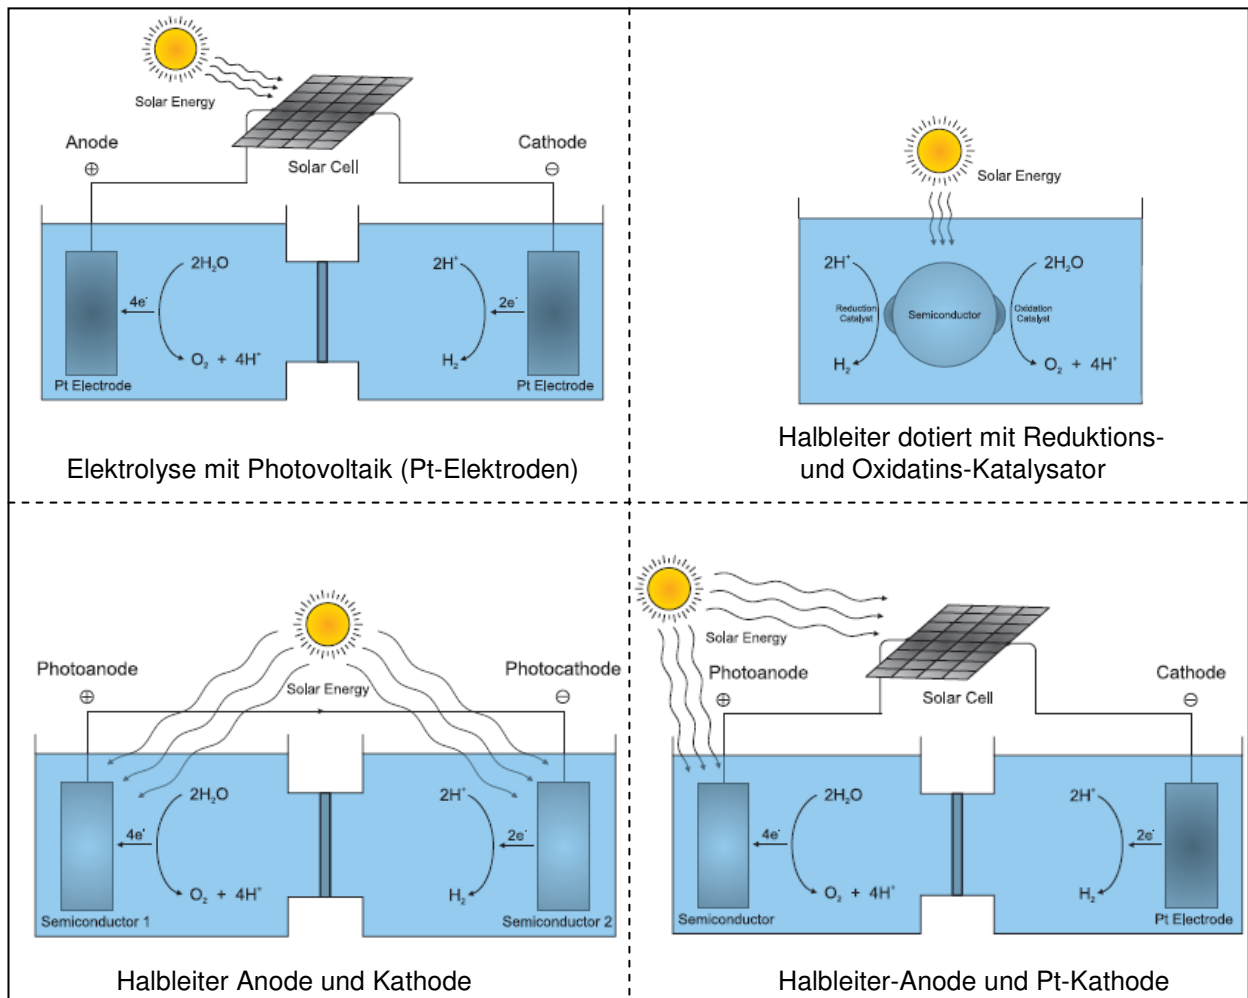 Solar Energy
Anode
⊕
Solar Cell
Cathode
⊖
2H₂O
4e⁻
O₂ + 4H⁺
Pt Electrode
2H⁺
2e⁻
H₂
Pt Electrode
Elektrolyse mit Photovoltaik (Pt-Elektroden)
Solar Energy
2H⁺
Reduction
Catalyst
H₂
Semiconductor
2H₂O
Oxidation
Catalyst
O₂ + 4H⁺
Halbleiter dotiert mit Reduktions-
und Oxidatins-Katalysator
Photoanode
⊕
Solar Energy
Photocathode
⊖
2H₂O
4e⁻
O₂ + 4H⁺
Semiconductor 1
2H⁺
2e⁻
H₂
Semiconductor 2
Halbleiter Anode und Kathode
Solar Energy
Photoanode
⊕
Solar Cell
Cathode
⊖
2H₂O
4e⁻
O₂ + 4H⁺
Semiconductor
2H⁺
2e⁻
H₂
Pt Electrode
Halbleiter-Anode und Pt-Kathode